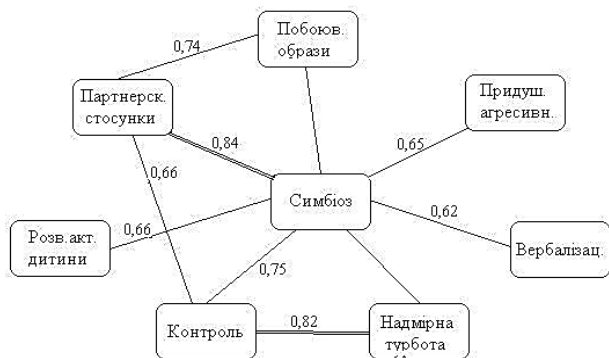 Побоюв.
образи
0,74
Партнерск.
стосунки
Придуш.
агресивн.
0,84
0,65
0,66
Симбіоз
0,62
Розв.акт.
дитини
0,66
Вербалізац.
0,75
Контроль
0,82
Надмірна
турбота